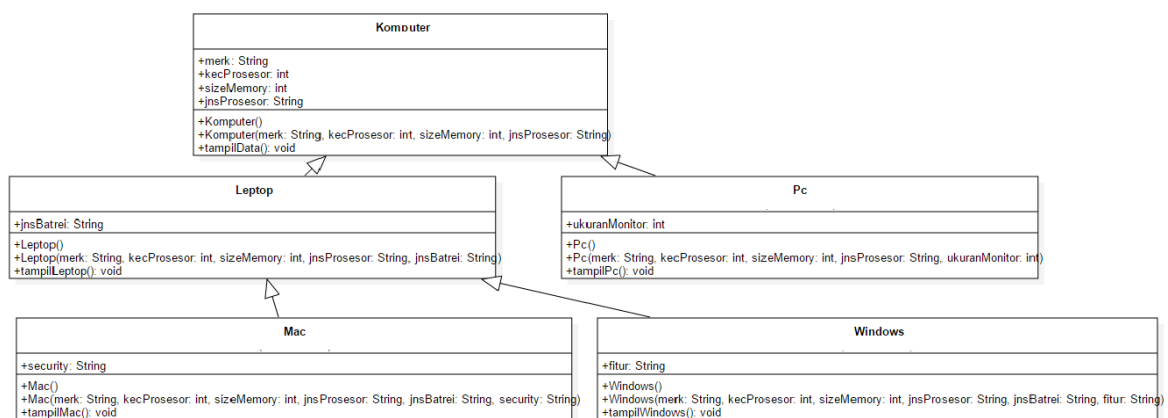 Komputer
+merk: String
+kecProsesor: int
+sizeMemory: int
+jnsProsesor: String
+Komputer()
+Komputer(merk: String, kecProsesor: int, sizeMemory: int, jnsProsesor: String)
+tampilData(): void
Leptop
+jnsBatrei: String
+Leptop()
+Leptop(merk: String, kecProsesor: int, sizeMemory: int, jnsProsesor: String, jnsBatrei: String)
+tampilLeptop(): void
Pc
+ukuranMonitor: int
+Pc()
+Pc(merk: String, kecProsesor: int, sizeMemory: int, jnsProsesor: String, ukuranMonitor: int)
+tampilPc(): void
Mac
+security: String
+Mac()
+Mac(merk: String, kecProsesor: int, sizeMemory: int, jnsProsesor: String, jnsBatrei: String, security: String)
+tampilMac(): void
Windows
+fitur: String
+Windows()
+Windows(merk: String, kecProsesor: int, sizeMemory: int, jnsProsesor: String, jnsBatrei: String, fitur: String)
+tampilWindows(): void